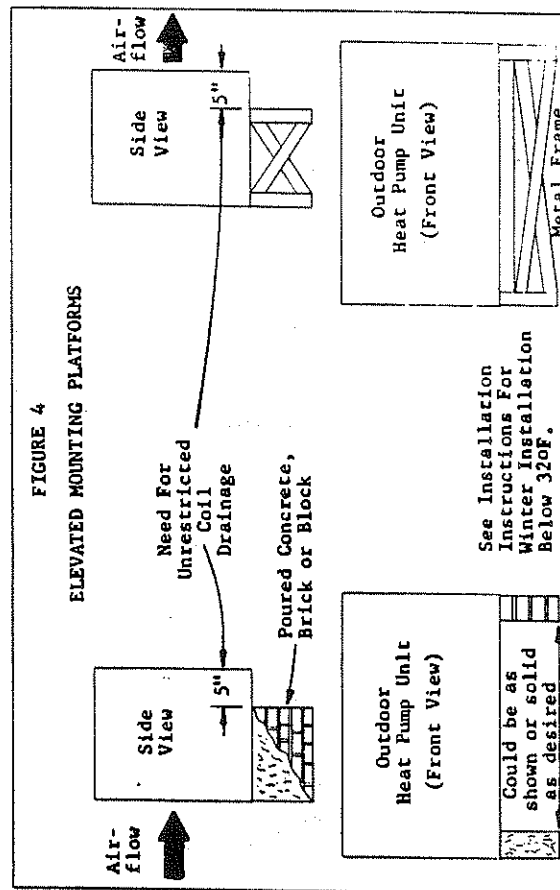 FIGURE 4
ELEVATED MOUNTING PLATFORMS
Air-
flow
Side
View
5"
Need For
Unrestricted
Coil
Drainage
Poured Concrete,
Brick or Block
Side
View
5"
Air-
flow
Outdoor
Heat Pump Unit
(Front View)
Could be as
shown or solid
as desired
See Installation
Instructions For
Winter Installation
Below 32oF.
Outdoor
Heat Pump Unit
(Front View)
Metal Frame